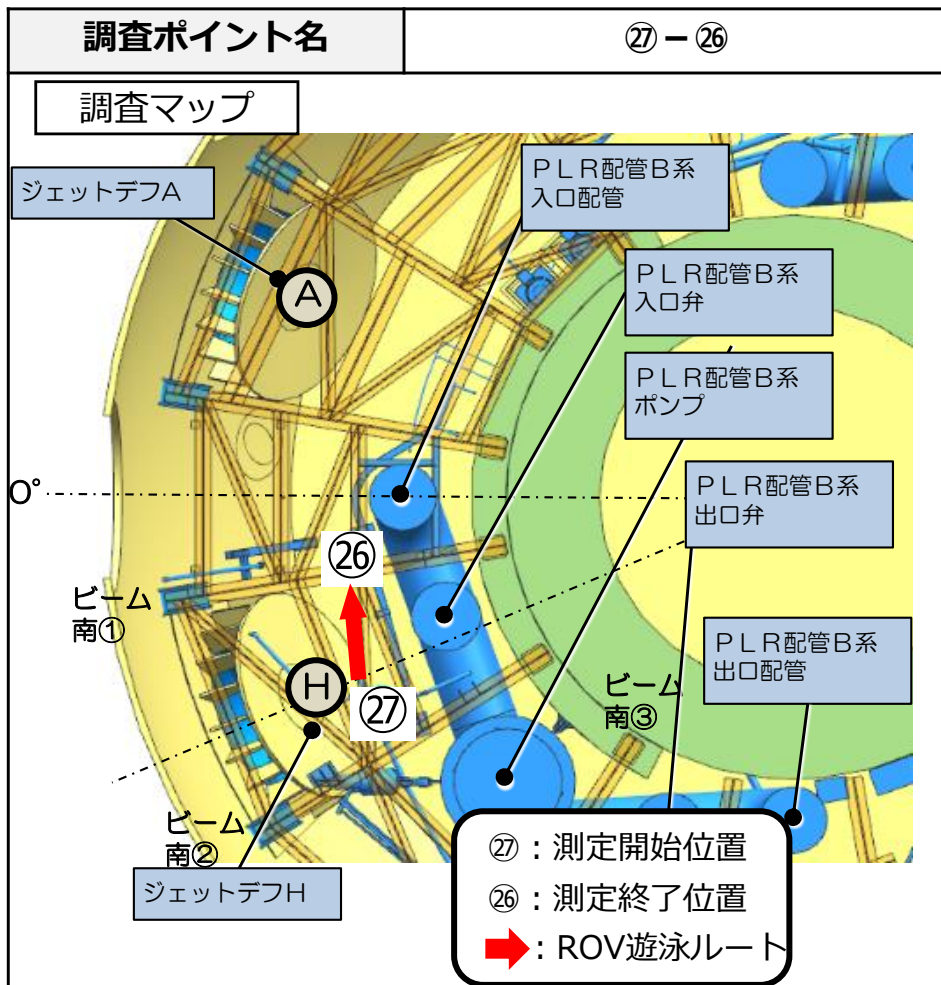 調査ポイント名
㉗－㉖
調査マップ
ジェットデフA
ＰＬＲ配管Ｂ系
入口配管
A
ＰＬＲ配管Ｂ系
入口弁
ＰＬＲ配管Ｂ系
ポンプ
0°
ＰＬＲ配管Ｂ系
出口弁
㉖
ビーム
南①
ＰＬＲ配管Ｂ系
出口配管
H
㉗
ビーム
南③
ビーム
南②
ジェットデフH
㉗：測定開始位置
㉖：測定終了位置
：ROV遊泳ルート